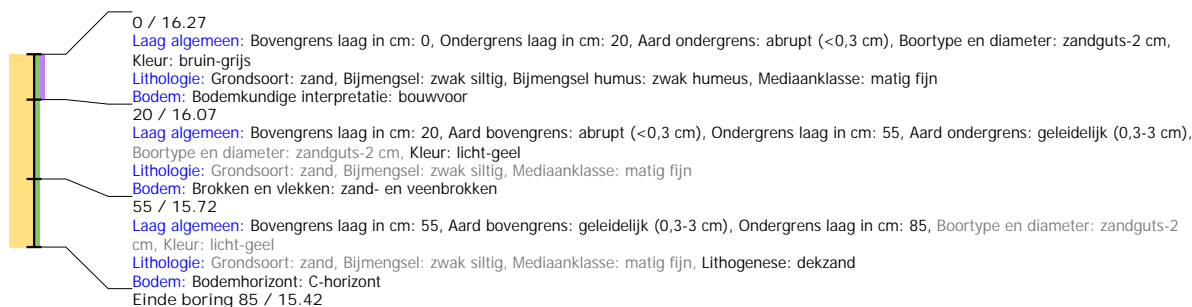 0 / 16.27
Laag algemeen: Bovengrens laag in cm: 0, Ondergrens laag in cm: 20, Aard ondergrens: abrupt (<0,3 cm), Boortype en diameter: zandguts-2 cm,
Kleur: bruin-grijs
Lithologie: Grondsoort: zand, Bijmengsel: zwak siltig, Bijmengsel humus: zwak humeus, Mediaanklasse: matig fijn
Bodem: Bodemkundige interpretatie: bouwvoor
20 / 16.07
Laag algemeen: Bovengrens laag in cm: 20, Aard bovengrens: abrupt (<0,3 cm), Ondergrens laag in cm: 55, Aard ondergrens: geleidelijk (0,3-3 cm),
Boortype en diameter: zandguts-2 cm, Kleur: licht-geel
Lithologie: Grondsoort: zand, Bijmengsel: zwak siltig, Mediaanklasse: matig fijn
Bodem: Brokken en vlekken: zand- en veenbrokken
55 / 15.72
Laag algemeen: Bovengrens laag in cm: 55, Aard bovengrens: geleidelijk (0,3-3 cm), Ondergrens laag in cm: 85, Boortype en diameter: zandguts-2
cm, Kleur: licht-geel
Lithologie: Grondsoort: zand, Bijmengsel: zwak siltig, Mediaanklasse: matig fijn, Lithogenese: dekzand
Bodem: Bodemhorizont: C-horizont
Einde boring 85 / 15.42